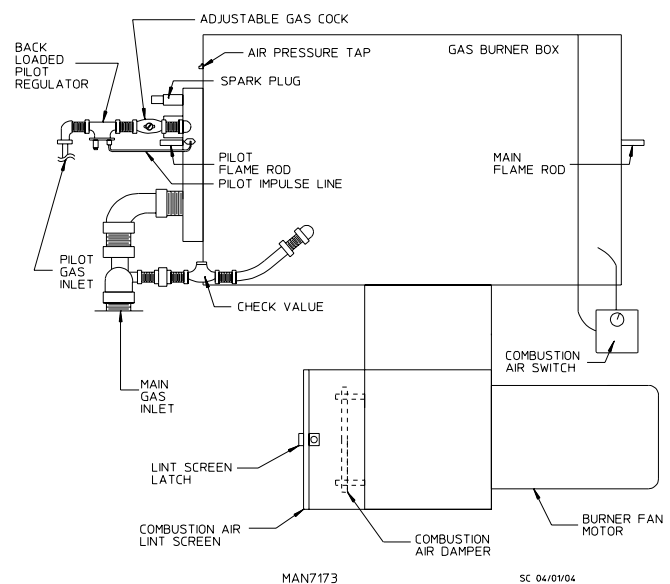 ADJUSTABLE GAS COCK
BACK
LOADED
PILOT
REGULATOR
AIR PRESSURE TAP
GAS BURNER BOX
SPARK PLUG
PILOT
FLAME ROD
PILOT IMPULSE LINE
MAIN
FLAME ROD
PILOT
GAS
INLET
CHECK VALUE
COMBUSTION
AIR SWITCH
MAIN
GAS
INLET
LINT SCREEN
LATCH
COMBUSTION AIR
LINT SCREEN
COMBUSTION
AIR DAMPER
BURNER FAN
MOTOR
MAN7173
SC 04/01/04